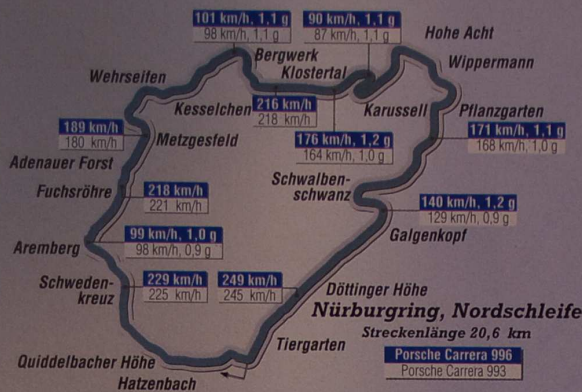 101 km/h, 1,1 g
98 km/h, 1,1 g
90 km/h, 1,1 g
87 km/h, 1,1 g
Hohe Acht
Bergwerk
Klostertal
Wippermann
Wehrseifen
Kesselchen
216 km/h
218 km/h
Karussell
Pflanzgarten
189 km/h
180 km/h
Metzgesfeld
176 km/h, 1,2 g
164 km/h, 1,0 g
171 km/h, 1,1 g
168 km/h, 1,0 g
Adenauer Forst
Fuchsröhre
218 km/h
221 km/h
Schwalben-
schwanz
140 km/h, 1,2 g
129 km/h, 0,9 g
Galgenkopf
Aremberg
99 km/h, 1,0 g
98 km/h, 0,9 g
Schweden-
kreuz
229 km/h
225 km/h
249 km/h
245 km/h
Döttinger Höhe
Nürburgring, Nordschleife
Streckenlänge 20,6 km
Tiergarten
Porsche Carrera 996
Porsche Carrera 993
Quiddelbacher Höhe
Hatzenbach